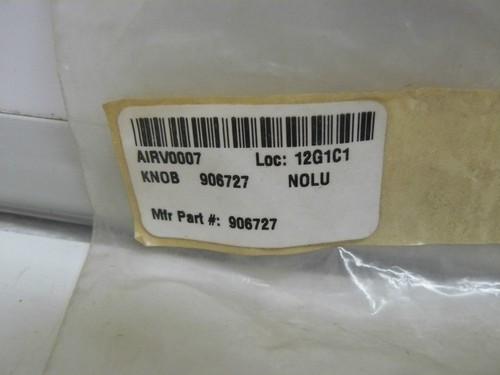 AIRV0007 Loc: 12G1C1
KNOB 906727 NOLU
Mfr Part #: 906727